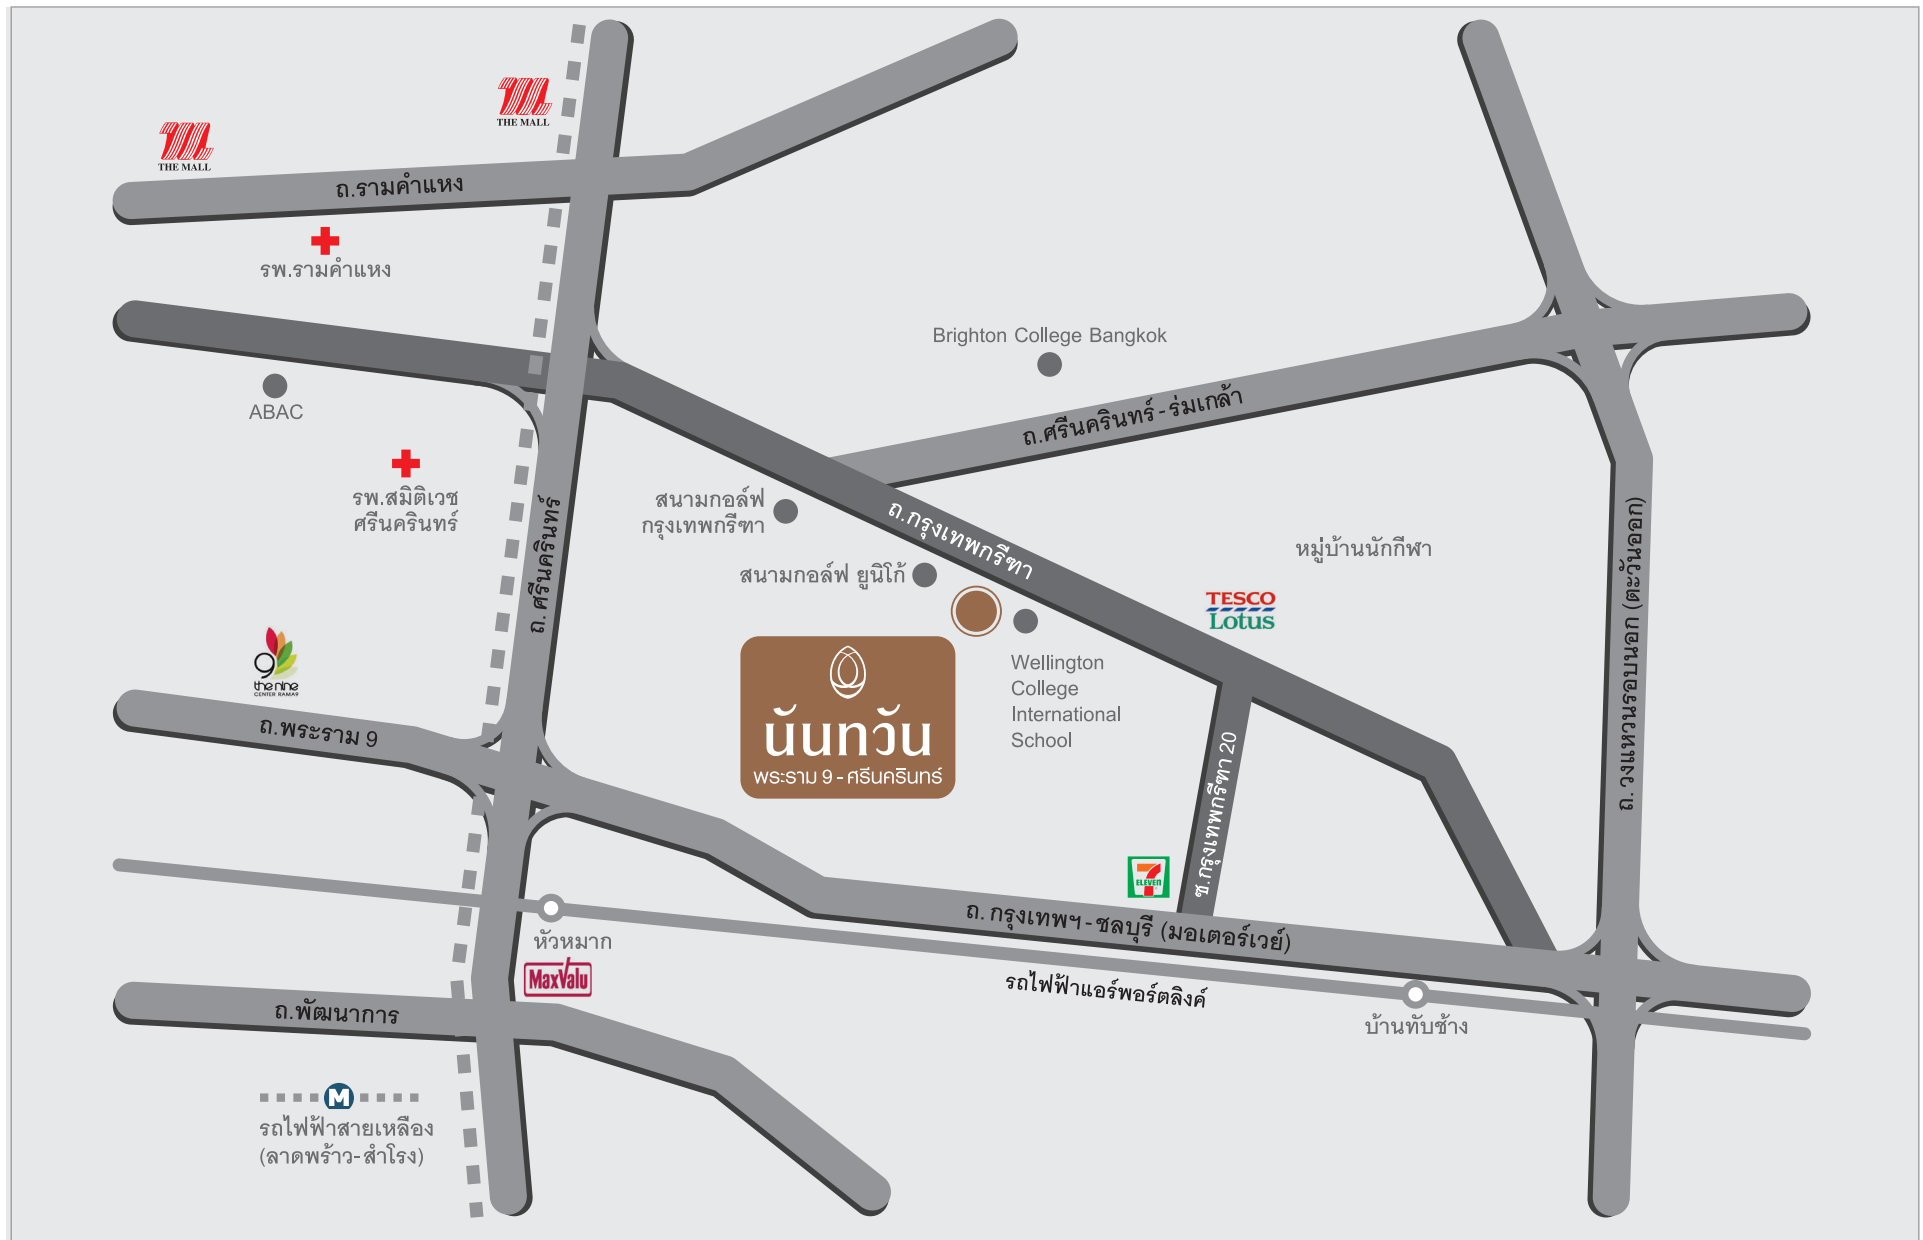 THE MALL
THE MALL
ถ.รามคำแหง
รพ.รามคำแหง
Brighton College Bangkok
ABAC
ถ.ศรีนครินทร์-ร่มเกล้า
รพ.สมิติเวช
ศรีนครินทร์
ถ. ศรีนครินทร์
สนามกอล์ฟ
กรุงเทพกรีฑา
ถ.กรุงเทพกรีฑา
หมู่บ้านนักกีฬา
สนามกอล์ฟ ยูนิโก้
TESCO
Lotus
ถ. วงแหวนรอบนอก (ตะวันออก)
9
the nine
CENTER RAMA9
Wellington
College
International
School
นันทวัน
พระราม 9 - ศรีนครินทร์
ถ.พระราม 9
ซ.กรุงเทพกรีฑา 20
7
ELEVEN
ถ. กรุงเทพฯ-ชลบุรี (มอเตอร์เวย์)
หัวหมาก
MaxValu
รถไฟฟ้าแอร์พอร์ตลิงค์
ถ.พัฒนาการ
บ้านทับช้าง
M
รถไฟฟ้าสายเหลือง
(ลาดพร้าว-สำโรง)